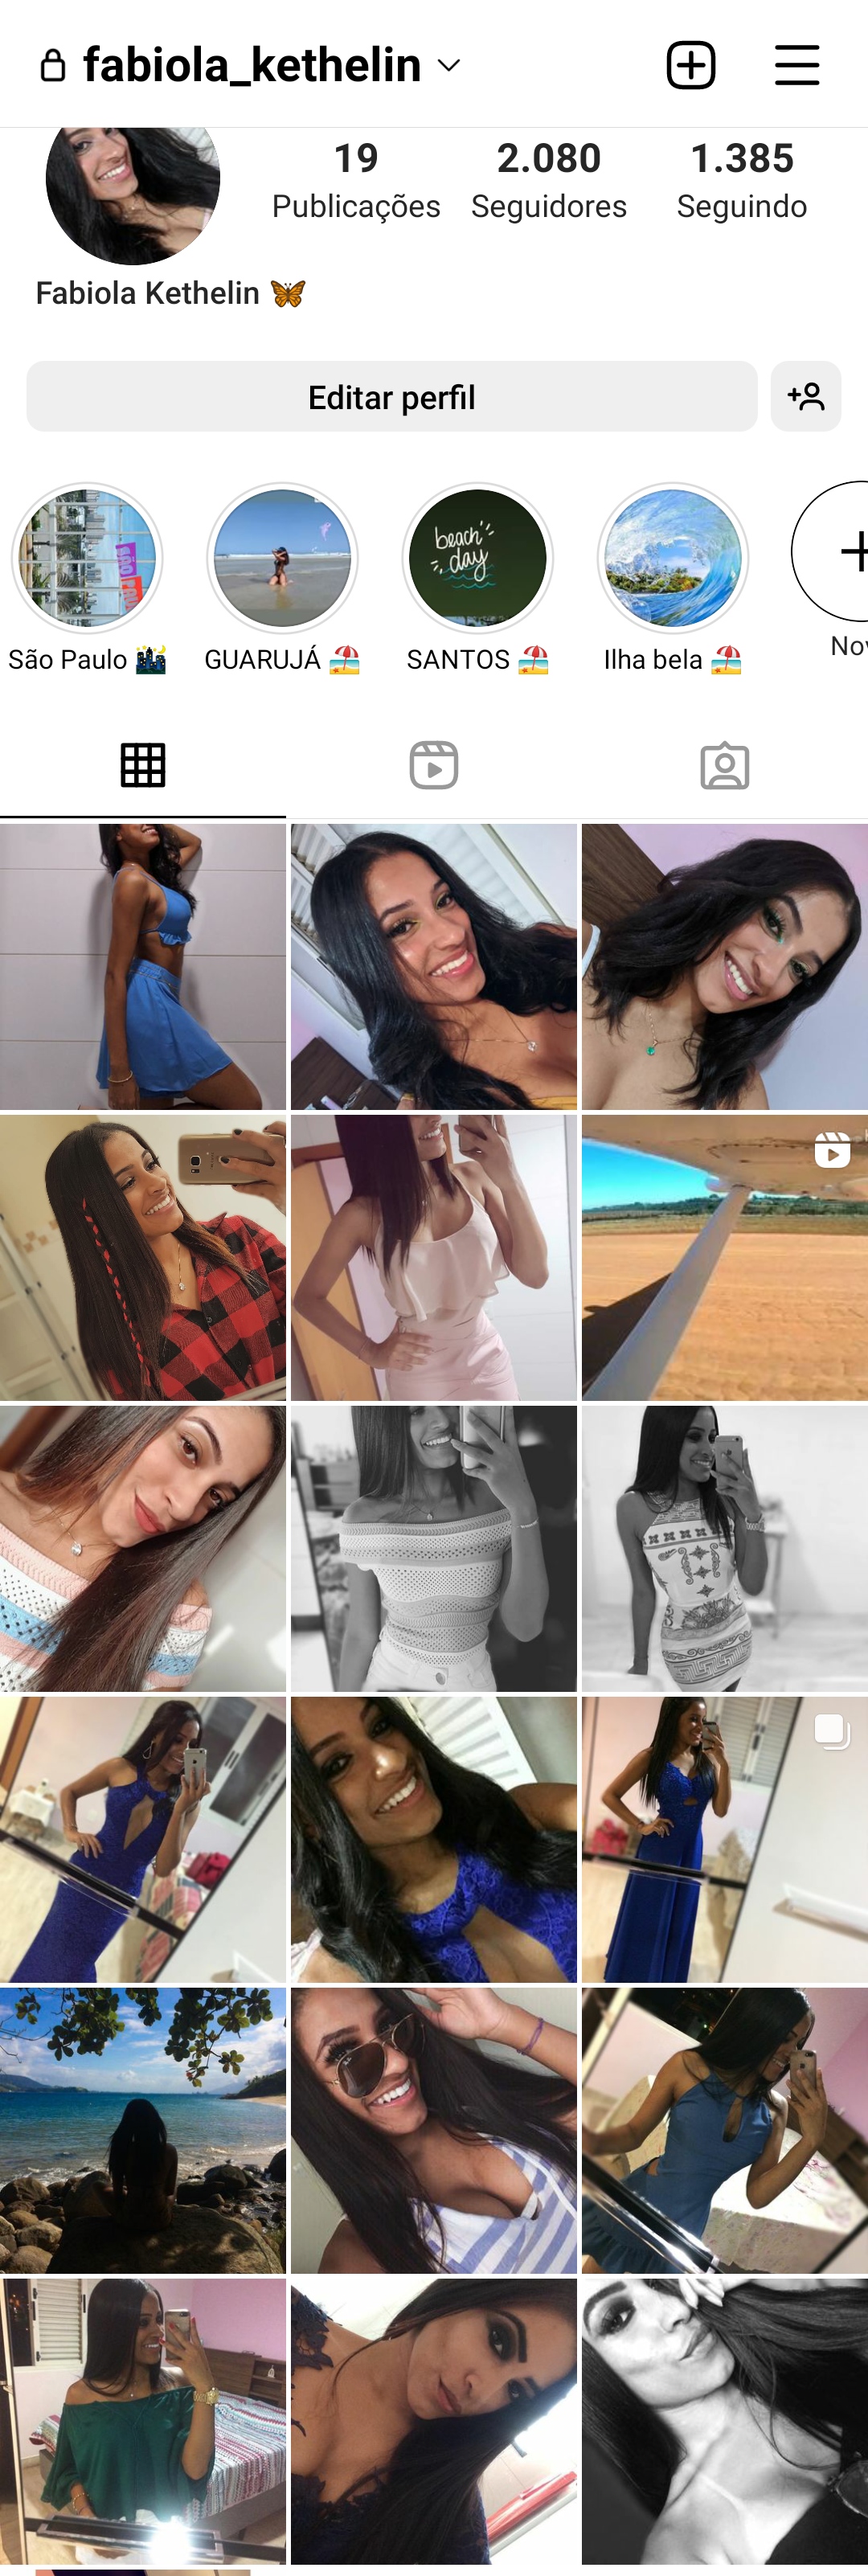 fabiola_kethelin
19 2.080 1.385
Publicações Seguidores Seguindo
Fabiola Kethelin 🦋
Editar perfil
SÃO
beach
day
São Paulo 🌃 GUARUJÁ 🏖️ SANTOS 🏖️ Ilha bela 🏖️ Nov